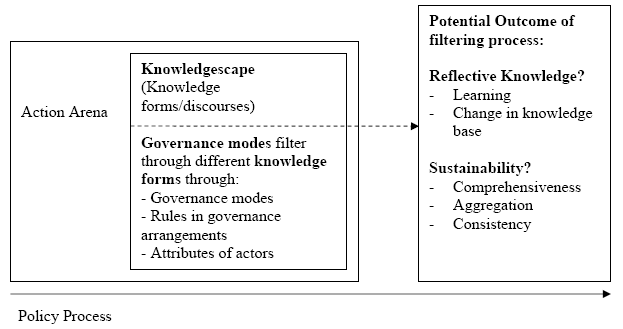 Action Arena
Knowledgescape
(Knowledge
forms/discourses)
Governance modes filter
through different knowledge
forms through:
- Governance modes
- Rules in governance
arrangements
- Attributes of actors
Potential Outcome of
filtering process:
Reflective Knowledge?
- Learning
- Change in knowledge
base
Sustainability?
- Comprehensiveness
- Aggregation
- Consistency
Policy Process